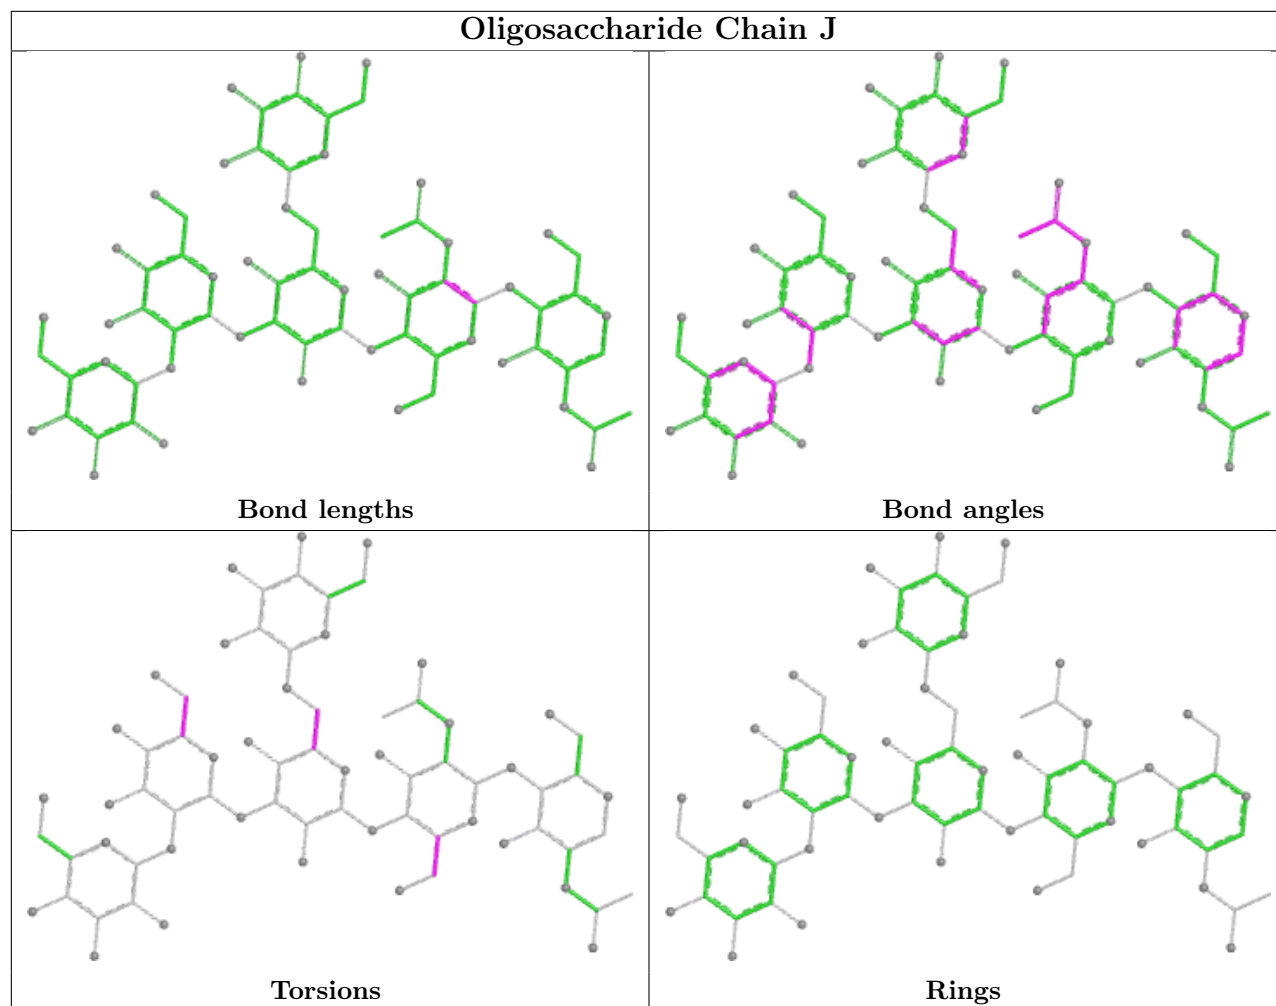 Oligosaccharide Chain J
Bond lengths
Bond angles
Torsions
Rings